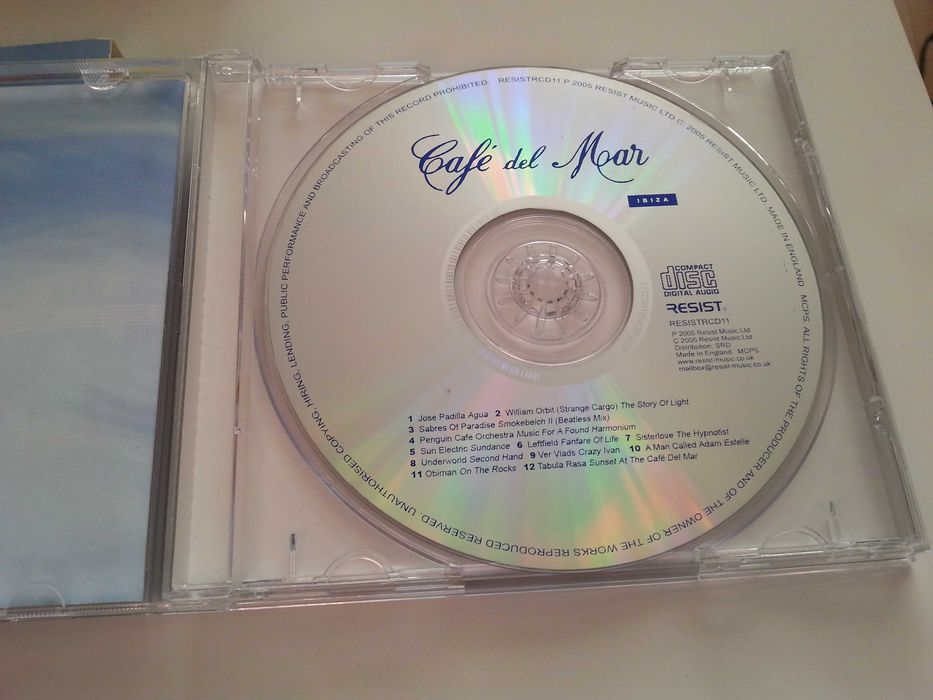 UNAUTHORISED COPYING, HIRING, LENDING, PUBLIC PERFORMANCE AND BROADCASTING OF THIS RECORD PROHIBITED. RESISTRCD11 P 2005 RESIST MUSIC LTD C. 2005 RESIST MUSIC LTD. MADE IN ENGLAND MCPS. ALL RIGHTS OF THE PRODUCER AND OF THE OWNER OF THE WORKS REPRODUCED RESERVED.
Café del Mar
IBIZA
COMPACT
disc
DIGITAL AUDIO
RESIST
RESISTRCD11
P 2005 Resist Music Ltd
C 2005 Resist Music Ltd
Distribution: SRD
Made in England MCPS
www.resist-music.co.uk
mailbox@resist-music.co.uk
1 Jose Padilla Agua 2 William Orbit (Strange Cargo) The Story Of Light
3 Sabres Of Paradise Smokebelch II (Beatless Mix)
4 Penguin Cafe Orchestra Music For A Found Harmonium
5 Sun Electric Sundance 6 Leftfield Fanfare Of Life 7 Sisterlove The Hypnotist
8 Underworld Second Hand 9 Ver Vlads Crazy Ivan 10 A Man Called Adam Estelle
11 Obiman On The Rocks 12 Tabula Rasa Sunset At The Café Del Mar